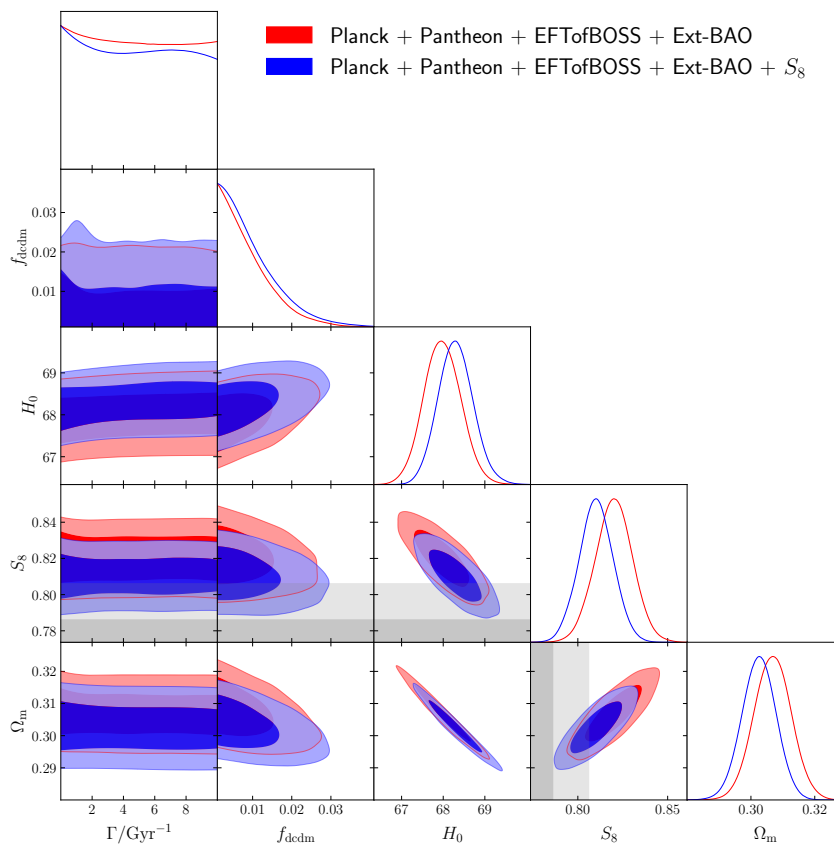 Planck + Pantheon + EFTofBOSS + Ext-BAO
Planck + Pantheon + EFTofBOSS + Ext-BAO + S₈
f_dcdm
0.03
0.02
0.01
H₀
69
68
67
S₈
0.84
0.82
0.80
0.78
Ωₘ
0.32
0.31
0.30
0.29
2 4 6 8 0.01 0.02 0.03 67 68 69 0.80 0.85 0.30 0.32
Γ/Gyr⁻¹ f_dcdm H₀ S₈ Ωₘ